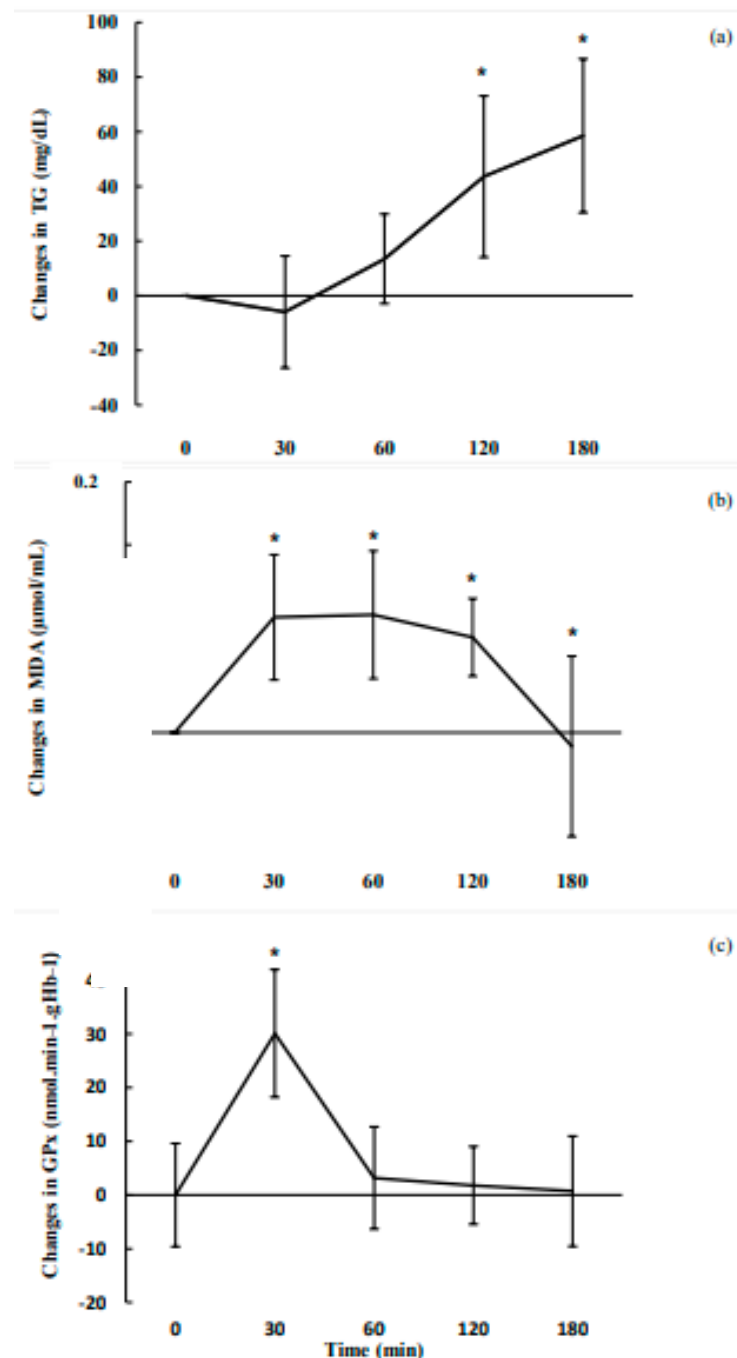 (a)
Changes in TG (mg/dL)
100
80
60
40
20
0
-20
-40
*
*
0 30 60 120 180
(b)
Changes in MDA (µmol/mL)
0.2
*
*
*
*
0 30 60 120 180
(c)
Changes in GPx (nmol.min-1.gHb-1)
30
20
10
0
-10
-20
*
0 30 60 120 180
Time (min)